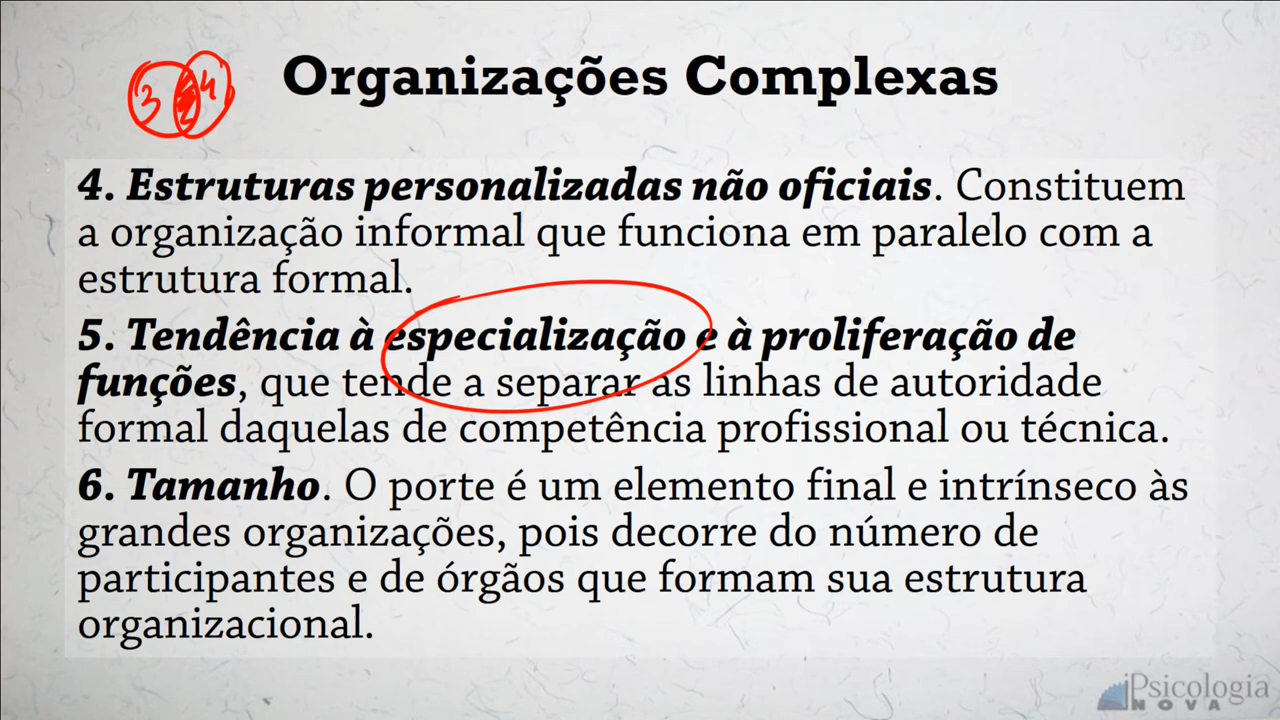 Organizações Complexas
3 4
4. Estruturas personalizadas não oficiais. Constituem
a organização informal que funciona em paralelo com a
estrutura formal.
5. Tendência à especialização e à proliferação de
funções, que tende a separar as linhas de autoridade
formal daquelas de competência profissional ou técnica.
6. Tamanho. O porte é um elemento final e intrínseco às
grandes organizações, pois decorre do número de
participantes e de órgãos que formam sua estrutura
organizacional.
Psicologia
NOVA